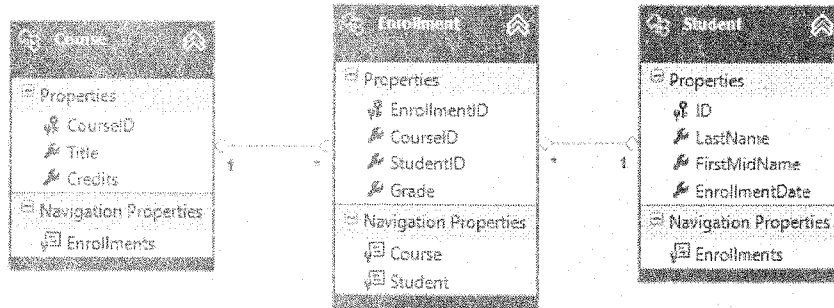 Course
Properties
CourseID
Title
Credits
Navigation Properties
Enrollments
1
*
Enrollment
Properties
EnrollmentID
CourseID
StudentID
Grade
Navigation Properties
Course
Student
*
1
Student
Properties
ID
LastName
FirstMidName
EnrollmentDate
Navigation Properties
Enrollments